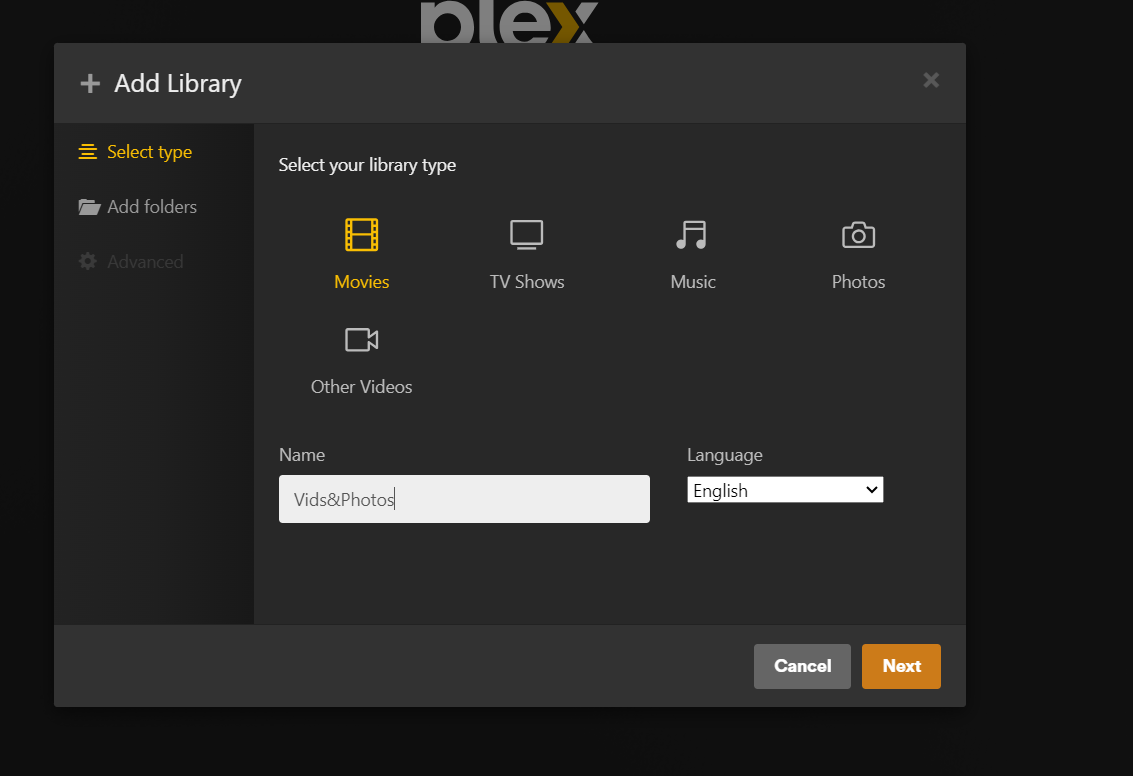 plex
Add Library
Select type
Add folders
Advanced
Select your library type
Movies
TV Shows
Music
Photos
Other Videos
Name
Language
Vids&Photos
English
Cancel
Next